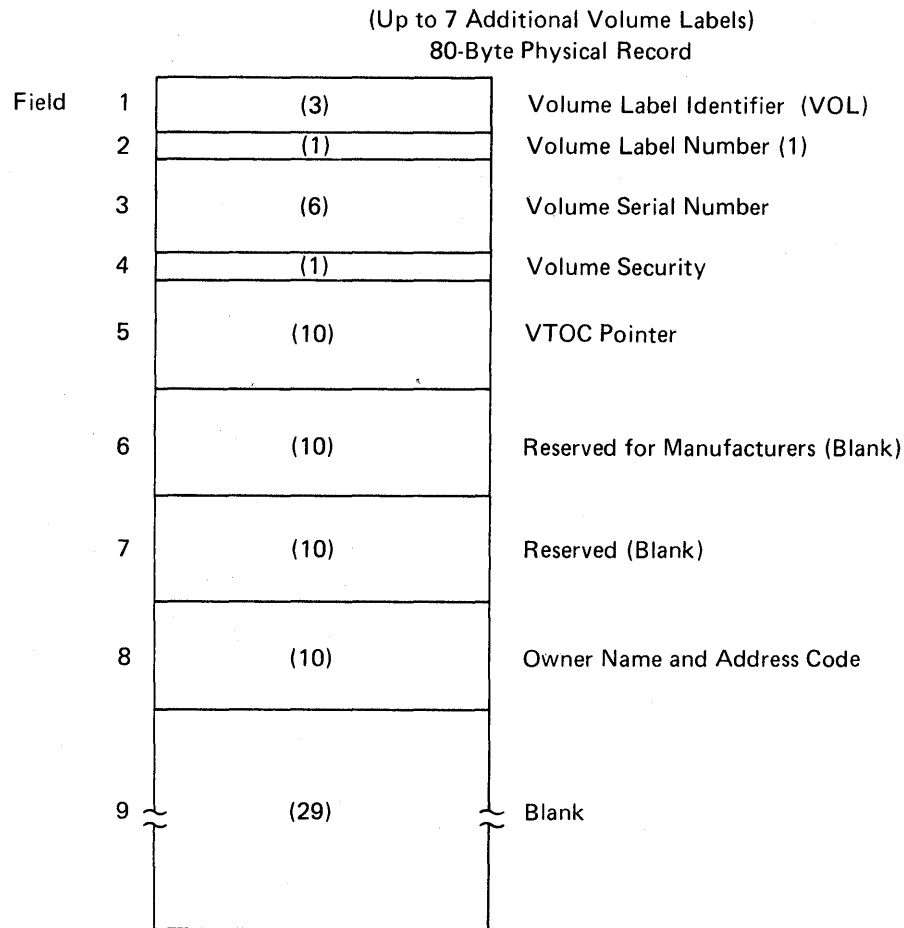 (Up to 7 Additional Volume Labels)
80-Byte Physical Record
Field 1 (3) Volume Label Identifier (VOL)
2 (1) Volume Label Number (1)
3 (6) Volume Serial Number
4 (1) Volume Security
5 (10) VTOC Pointer
6 (10) Reserved for Manufacturers (Blank)
7 (10) Reserved (Blank)
8 (10) Owner Name and Address Code
9 (29) Blank